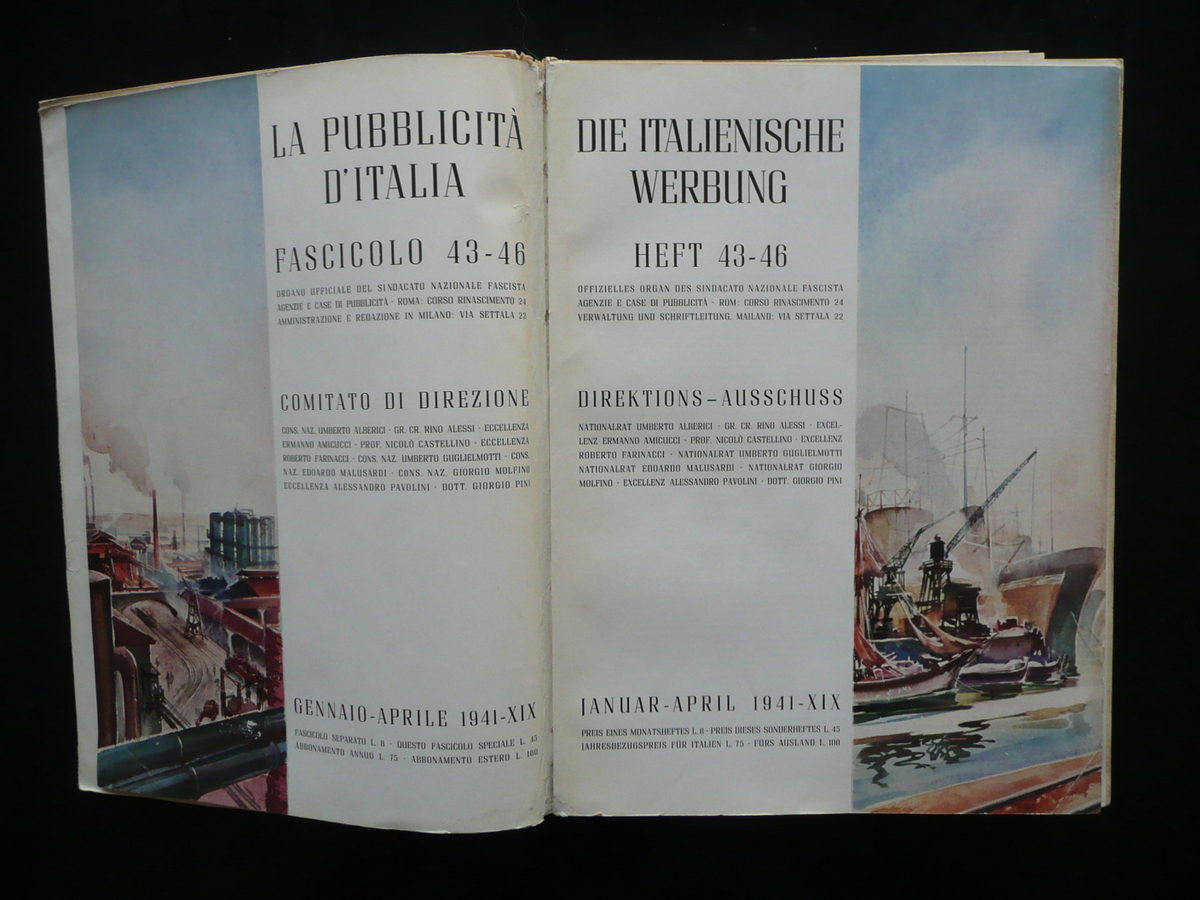 LA PUBBLICITÀ
D'ITALIA
FASCICOLO 43-46
ORGANO UFFICIALE DEL SINDACATO NAZIONALE FASCISTA
AGENZIE E CASE DI PUBBLICITÀ · ROMA: CORSO RINASCIMENTO 24
AMMINISTRAZIONE E REDAZIONE IN MILANO: VIA SETTALA 22
COMITATO DI DIREZIONE
CONS. NAZ. UMBERTO ALBERICI · GR. CR. RINO ALESSI · ECCELLENZA
ERMANNO AMICUCCI · PROF. NICOLÒ CASTELLINO · ECCELLENZA
ROBERTO FARINACCI · CONS. NAZ. UMBERTO GUGLIELMOTTI · CONS.
NAZ. EDOARDO MALUSARDI · CONS. NAZ. GIORGIO MOLFINO
ECCELLENZA ALESSANDRO PAVOLINI · DOTT. GIORGIO PINI
GENNAIO-APRILE 1941-XIX
FASCICOLO SEPARATO L. 8 · QUESTO FASCICOLO SPECIALE L. 45
ABBONAMENTO ANNUO L. 75 · ABBONAMENTO ESTERO L. 100
DIE ITALIENISCHE
WERBUNG
HEFT 43-46
OFFIZIELLES ORGAN DES SINDACATO NAZIONALE FASCISTA
AGENZIE E CASE DI PUBBLICITÀ · ROM: CORSO RINASCIMENTO 24
VERWALTUNG UND SCHRIFTLEITUNG. MAILAND: VIA SETTALA 22
DIREKTIONS-AUSSCHUSS
NATIONALRAT UMBERTO ALBERICI · GR. CR. RINO ALESSI · EXCEL-
LENZ ERMANNO AMICUCCI · PROF. NICOLÒ CASTELLINO · EXCELLENZ
ROBERTO FARINACCI · NATIONALRAT UMBERTO GUGLIELMOTTI
NATIONALRAT EDOARDO MALUSARDI · NATIONALRAT GIORGIO
MOLFINO · EXCELLENZ ALESSANDRO PAVOLINI · DOTT. GIORGIO PINI
JANUAR-APRIL 1941-XIX
PREIS EINES MONATSHEFTES L. 8 · PREIS DIESES SONDERHEFTES L. 45
JAHRESBEZUGSPREIS FÜR ITALIEN L. 75 · FÜRS AUSLAND L. 100